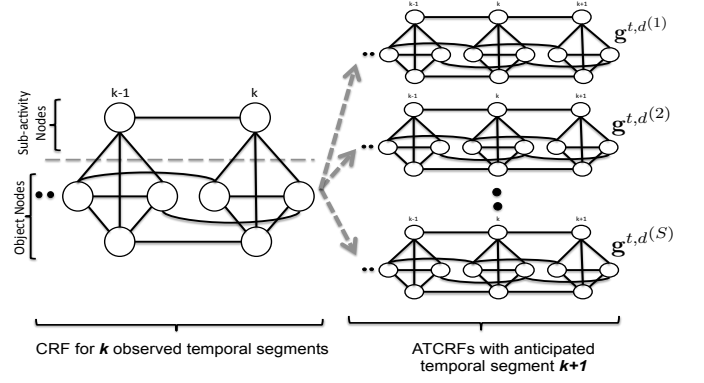 k-1 k k+1
g^{t,d^{(1)}}
k-1 k
Sub-activity Nodes
k-1 k k+1
g^{t,d^{(2)}}
Object Nodes
k-1 k k+1
g^{t,d^{(S)}}
CRF for k observed temporal segments
ATCRFs with anticipated
temporal segment k+1